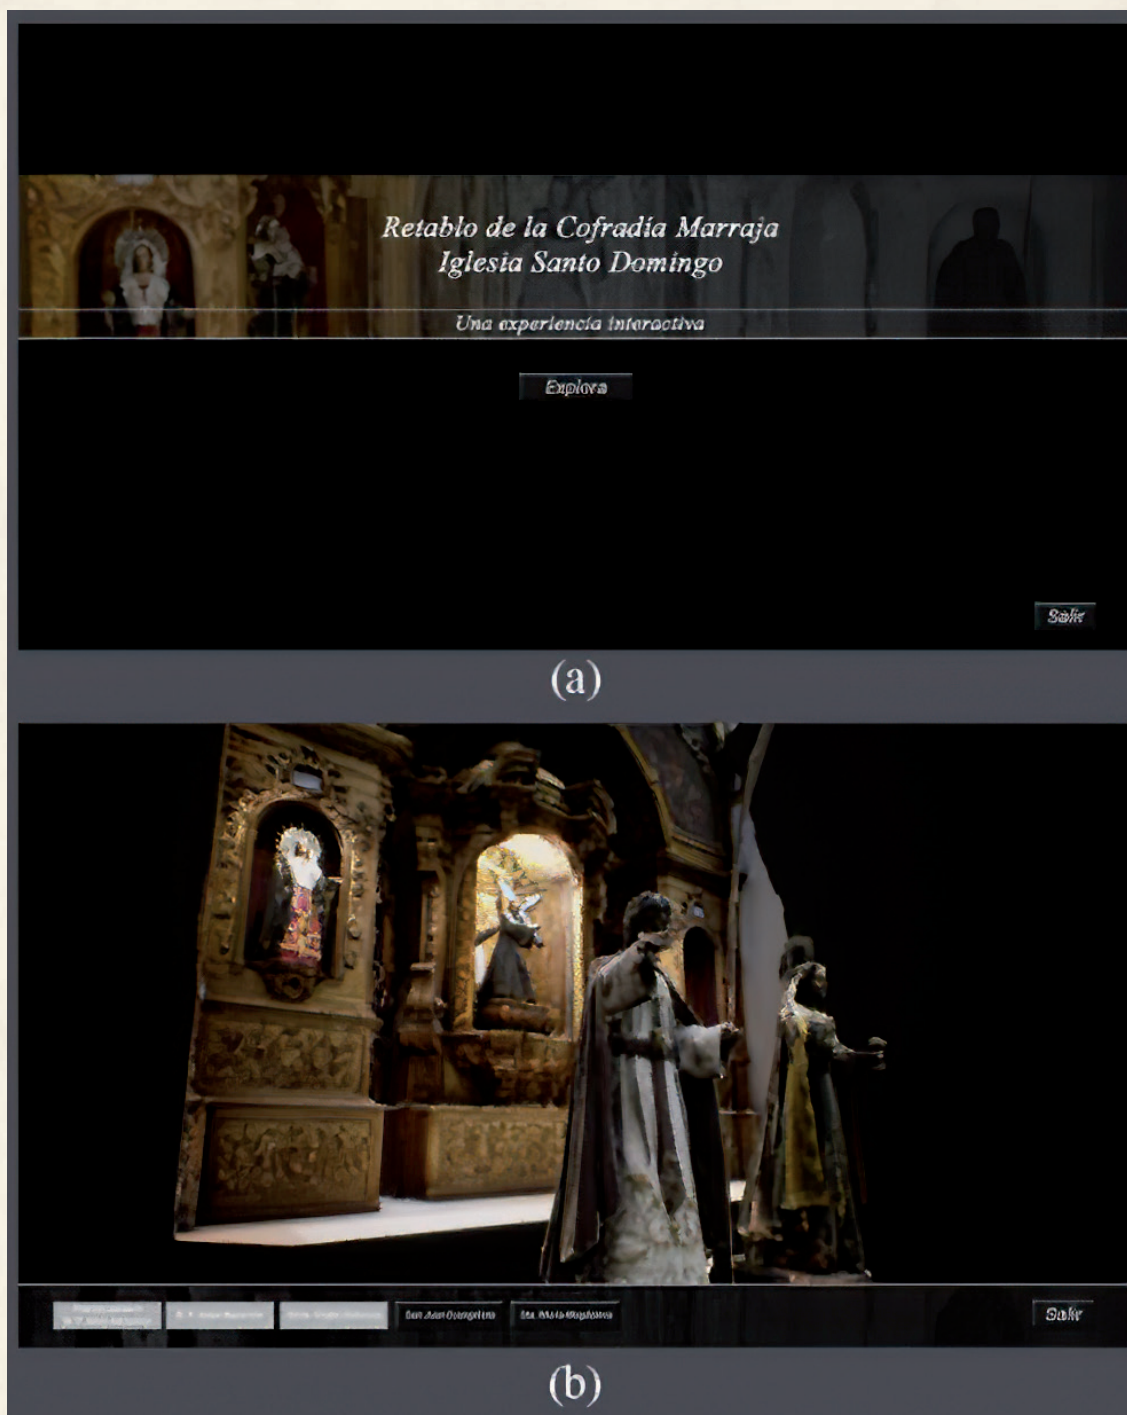 Retablo de la Cofradía Marraja
Iglesia Santo Domingo
Una experiencia interactiva
Explora
Salir
(a)
San Juan Evangelista
Sta. María Magdalena
Salir
(b)